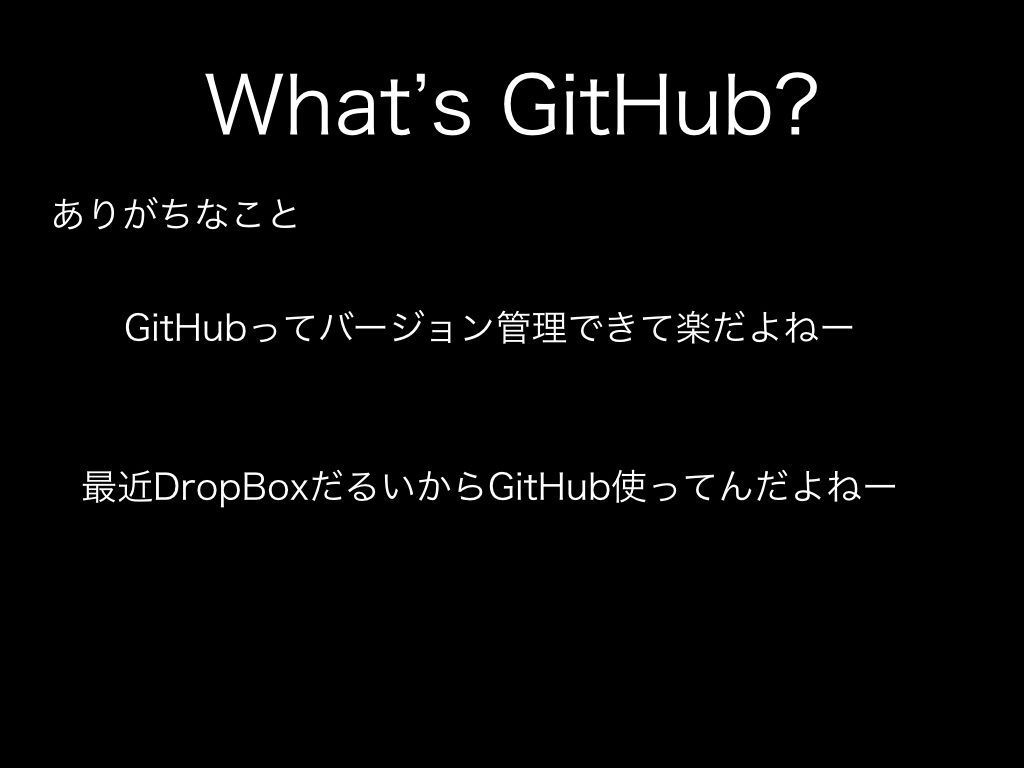 What’s GitHub?
ありがちなこと
GitHubってバージョン管理できて楽だよねー
最近DropBoxだるいからGitHub使ってんだよねー